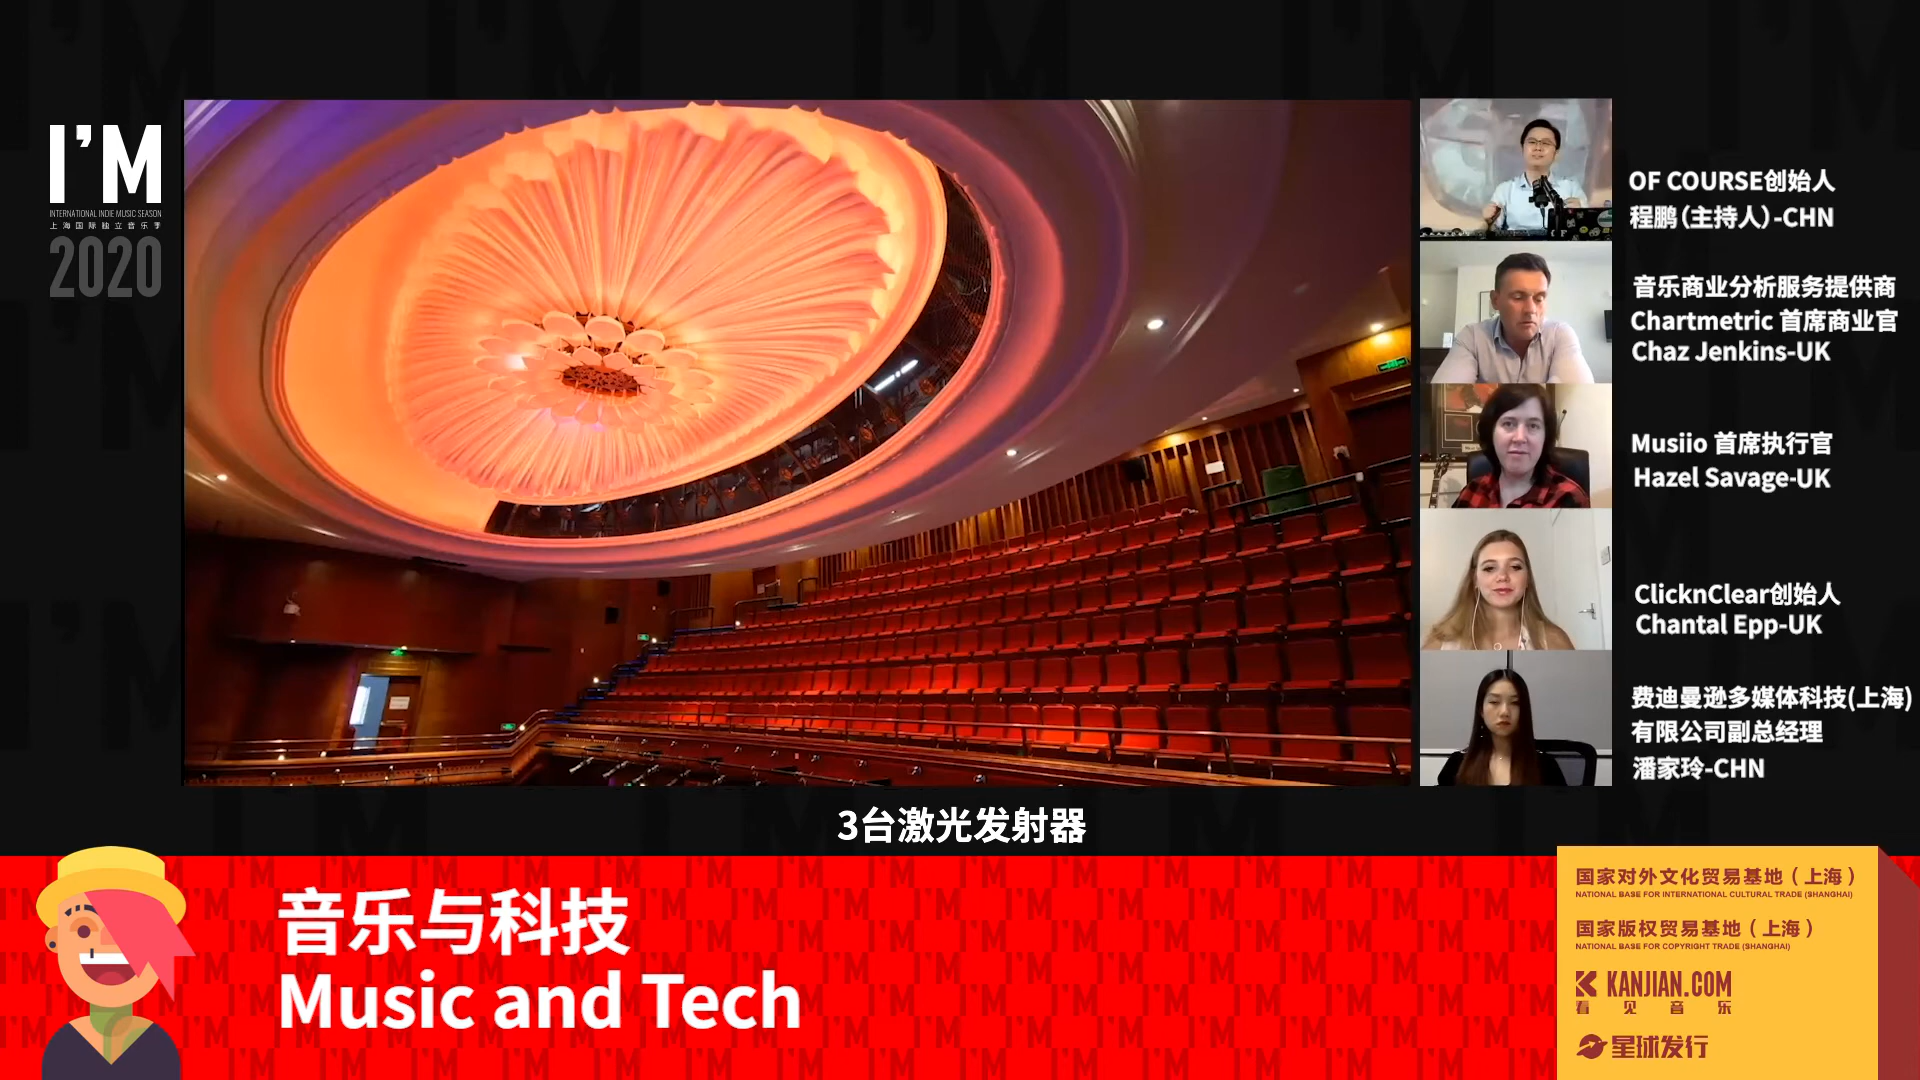 I'M
INTERNATIONAL INDIE MUSIC SEASON
上海国际独立音乐季
2020
OF COURSE创始人
程鹏(主持人)-CHN
音乐商业分析服务提供商
Chartmetric 首席商业官
Chaz Jenkins-UK
Musiio 首席执行官
Hazel Savage-UK
ClicknClear创始人
Chantal Epp-UK
费迪曼逊多媒体科技(上海)
有限公司副总经理
潘家玲-CHN
3台激光发射器
音乐与科技
Music and Tech
国家对外文化贸易基地(上海)
NATIONAL BASE FOR INTERNATIONAL CULTURAL TRADE (SHANGHAI)
国家版权贸易基地(上海)
NATIONAL BASE FOR COPYRIGHT TRADE (SHANGHAI)
KANJIAN.COM
看见音乐
星球发行